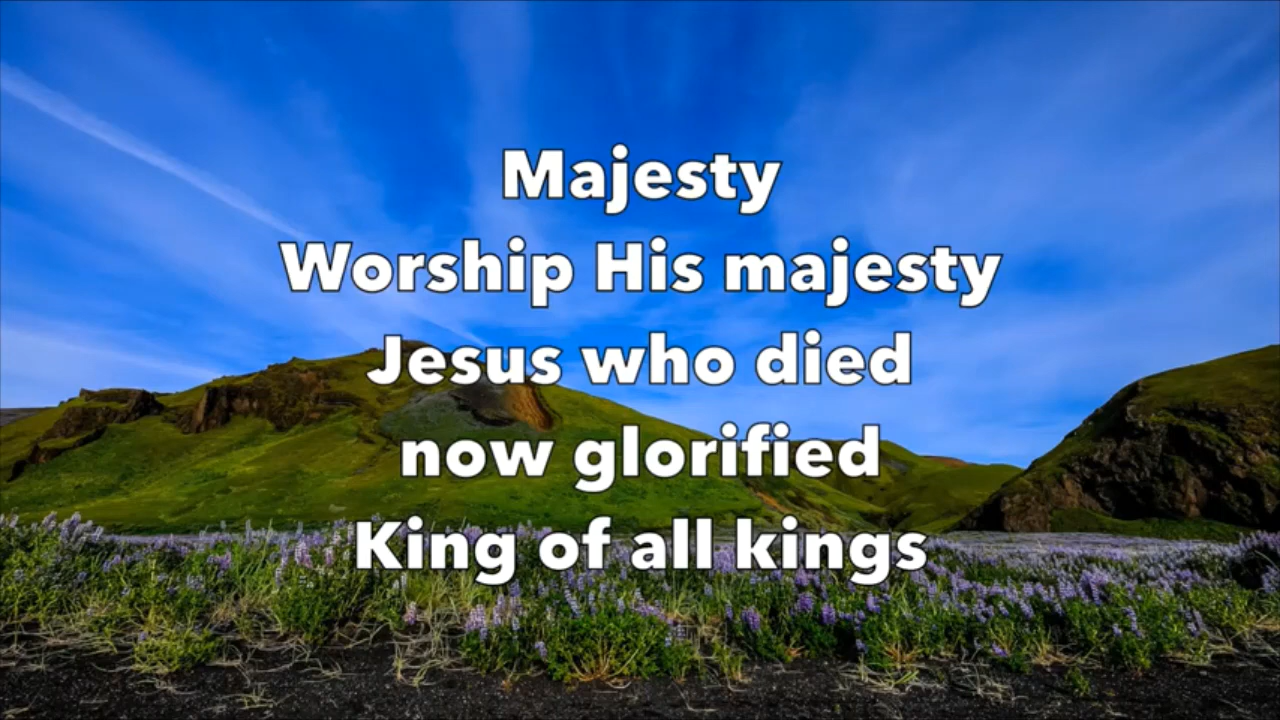 Majesty
Worship His majesty
Jesus who died
now glorified
King of all kings